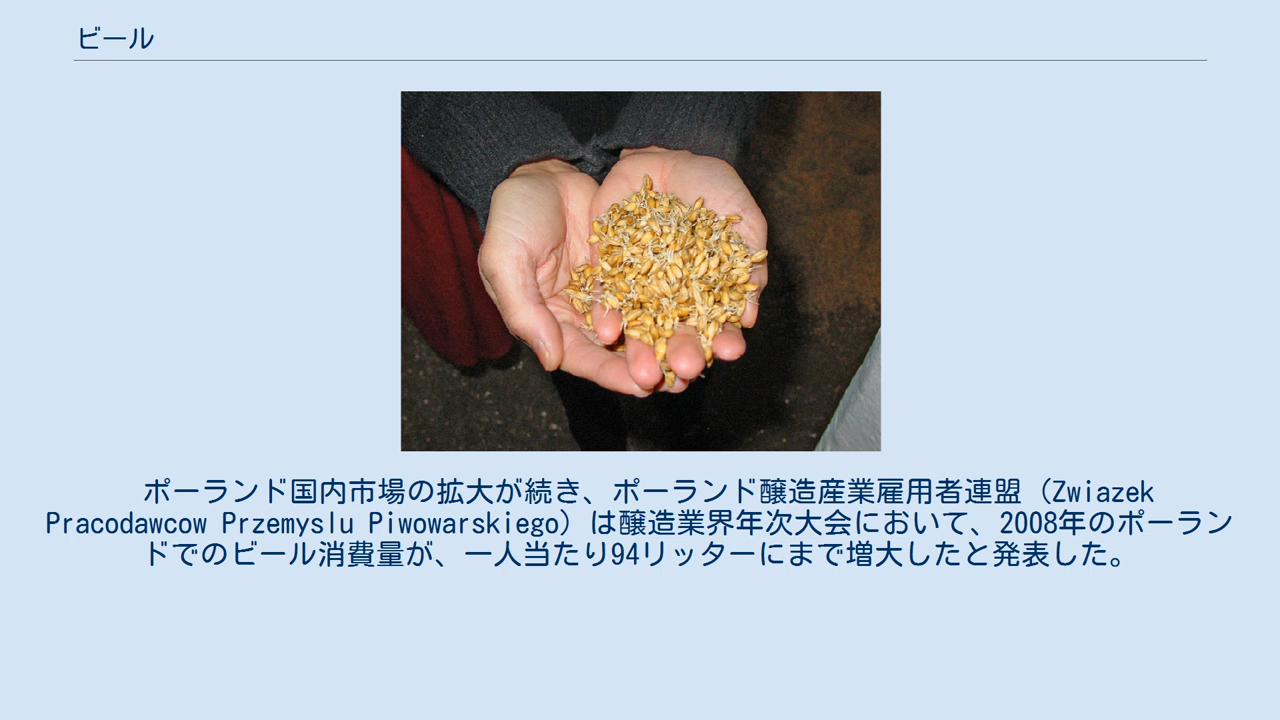 ビール
ポーランド国内市場の拡大が続き、ポーランド醸造産業雇用者連盟（Zwiazek
Pracodawcow Przemyslu Piwowarskiego）は醸造業界年次大会において、2008年のポーラン
ドでのビール消費量が、一人当たり94リッターにまで増大したと発表した。